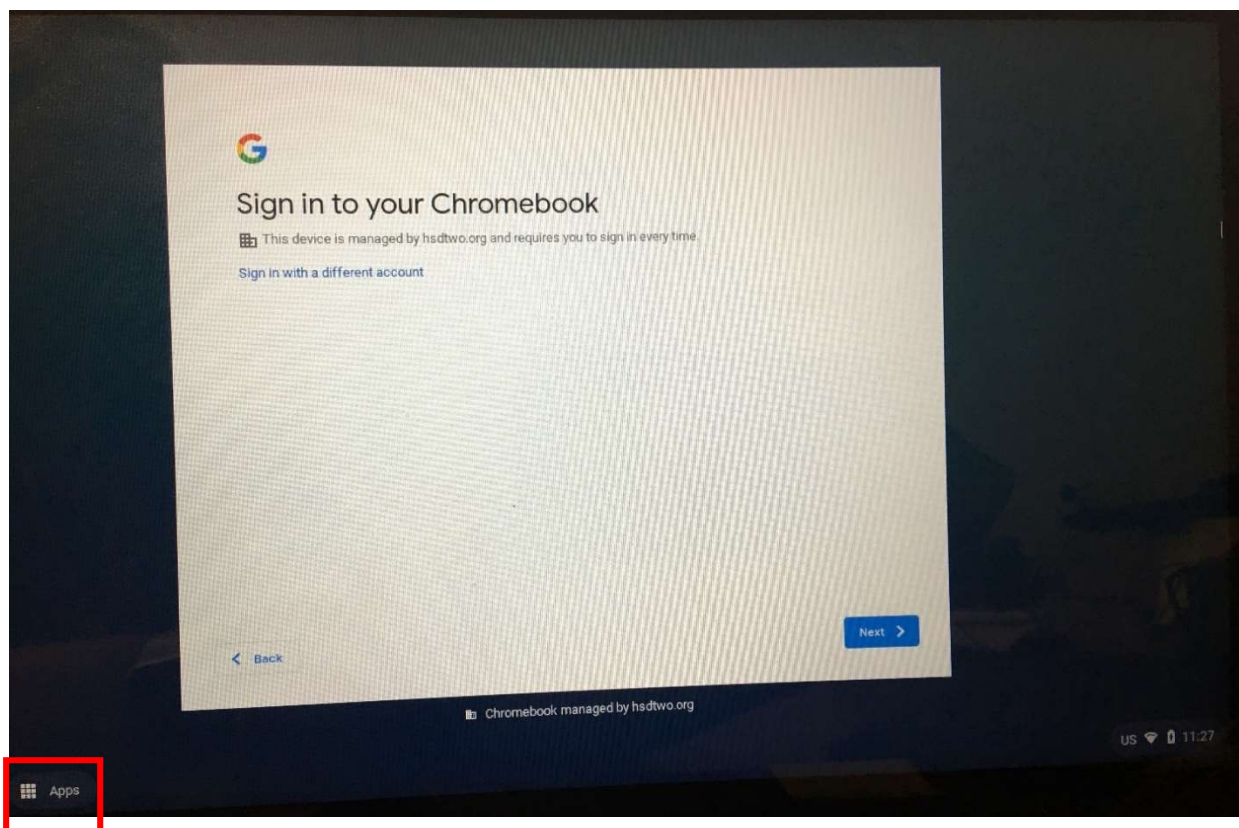 G
Sign in to your Chromebook
This device is managed by hsdtwo.org and requires you to sign in every time.
Sign in with a different account
Next
Back
Chromebook managed by hsdtwo.org
US 11:27
Apps